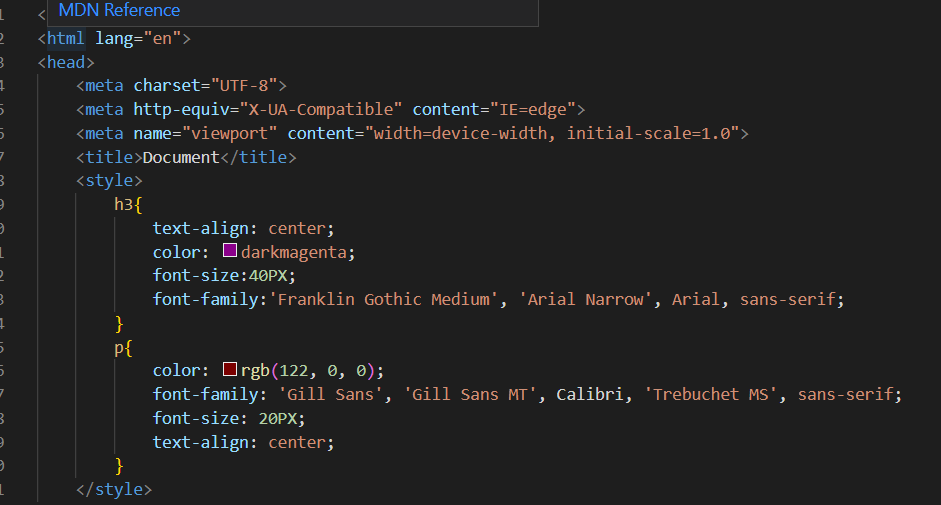 MDN Reference
<
<html lang="en">
<head>
<meta charset="UTF-8">
<meta http-equiv="X-UA-Compatible" content="IE=edge">
<meta name="viewport" content="width=device-width, initial-scale=1.0">
<title>Document</title>
<style>
h3{
text-align: center;
color: darkmagenta;
font-size:40PX;
font-family:'Franklin Gothic Medium', 'Arial Narrow', Arial, sans-serif;
}
p{
color: rgb(122, 0, 0);
font-family: 'Gill Sans', 'Gill Sans MT', Calibri, 'Trebuchet MS', sans-serif;
font-size: 20PX;
text-align: center;
}
</style>